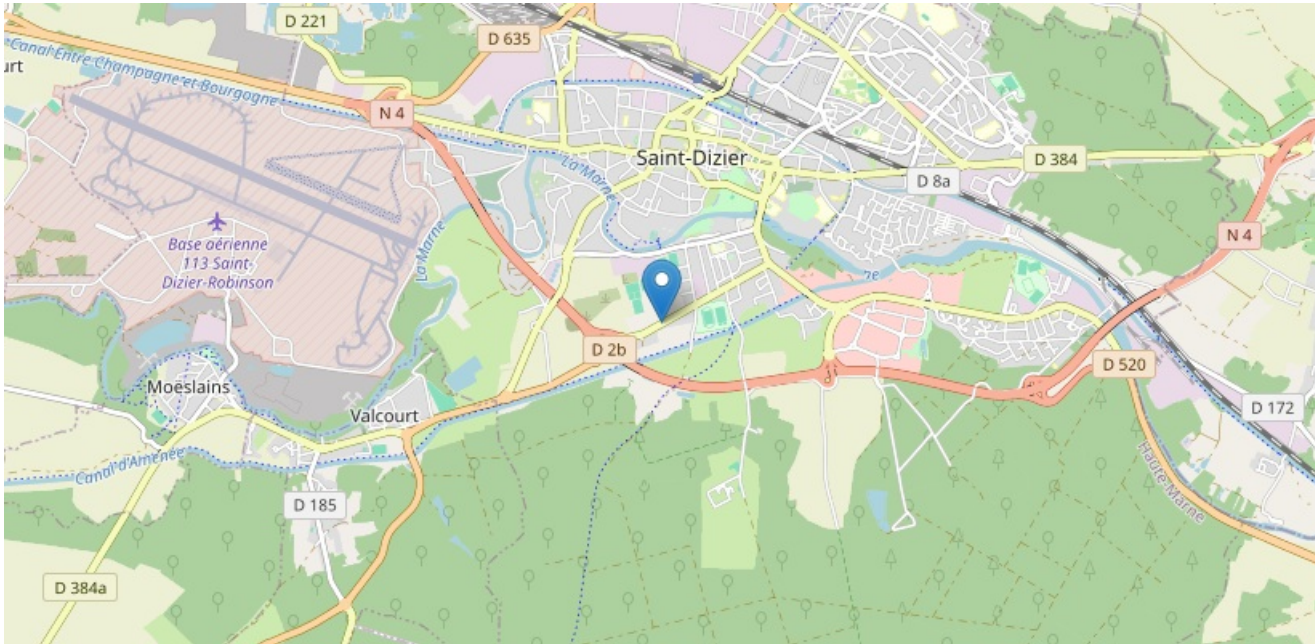 D 221
D 635
urt
Canal Entre Champagne et Bourgogne
N 4
La Marne
Saint-Dizier
D 384
D 8a
N 4
Base aérienne
113 Saint-
Dizier-Robinson
La Marne
ne
D 2b
D 520
Moëslains
Valcourt
D 172
Canal d'Amenée
Haute-Marne
D 185
D 384a